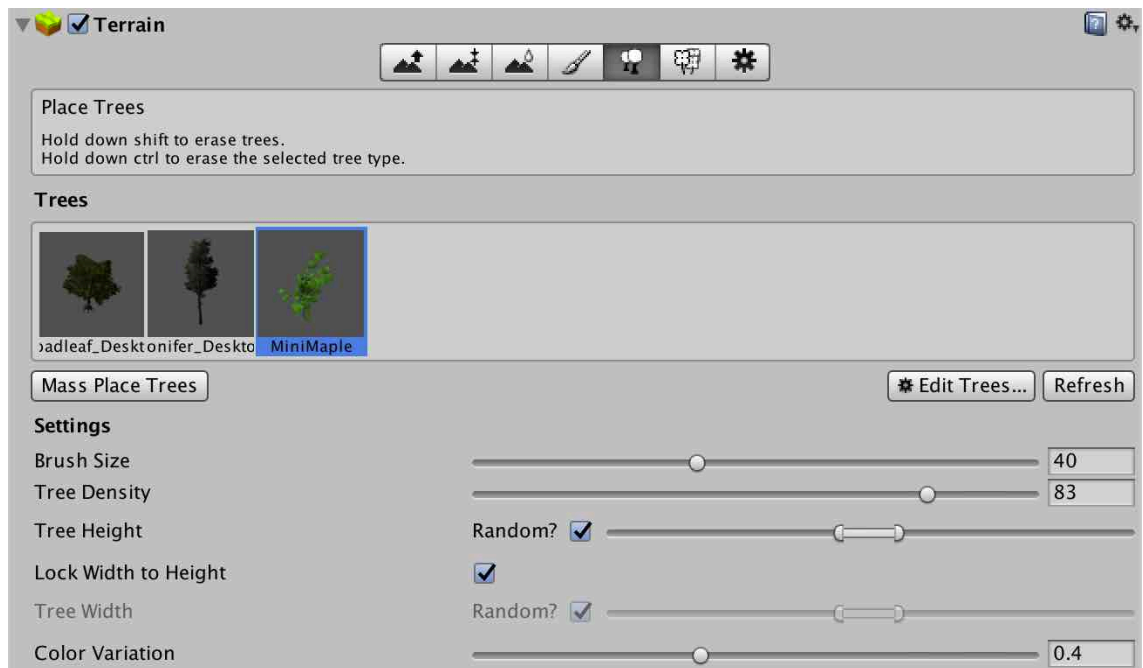 Terrain
Place Trees
Hold down shift to erase trees.
Hold down ctrl to erase the selected tree type.
Trees
oadleaf_Deskt onifer_Deskto MiniMaple
Mass Place Trees Edit Trees... Refresh
Settings
Brush Size 40
Tree Density 83
Tree Height Random?
Lock Width to Height
Tree Width Random?
Color Variation 0.4